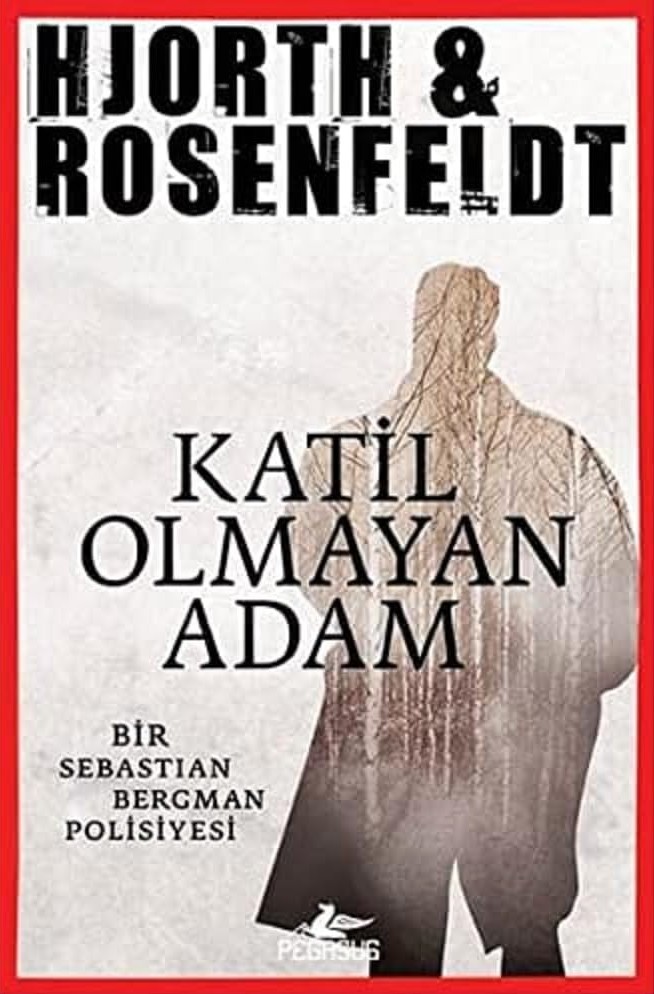 HJORTH &
ROSENFELDT
KATİL
OLMAYAN
ADAM
BİR
SEBASTIAN
BERGMAN
POLİSİYESİ
PEGASUS